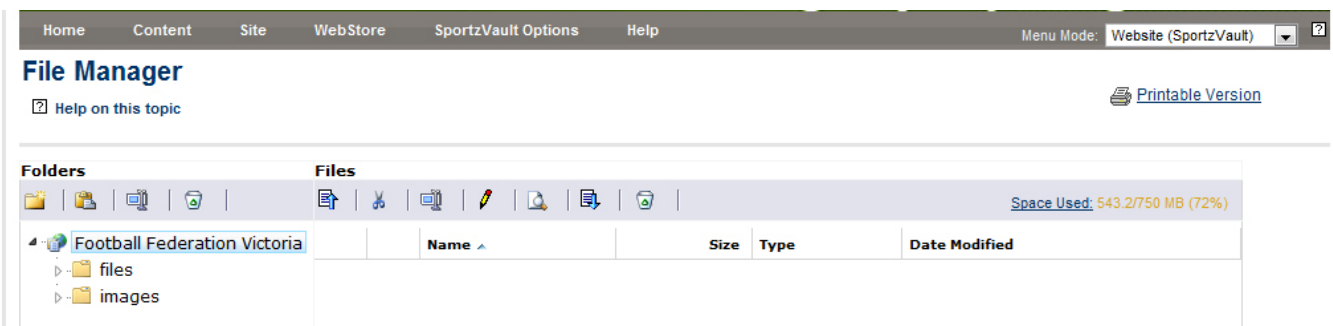 Home Content Site WebStore SportzVault Options Help Menu Mode: Website (SportzVault) ?
File Manager
? Help on this topic
Printable Version
Folders Files
Space Used: 543.2/750 MB (72%)
Football Federation Victoria
Name Size Type Date Modified
files
images